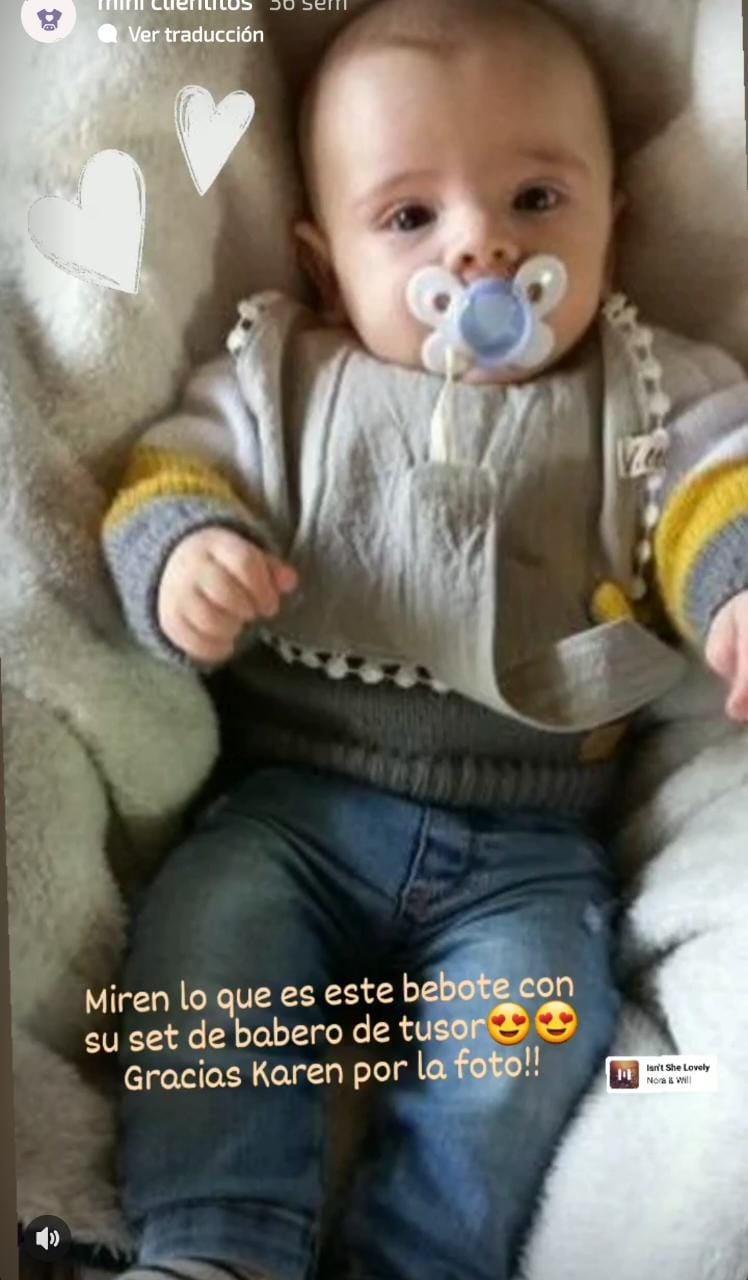 mini clientitos 36 sem
Ver traducción
Miren lo que es este bebote con
su set de babero de tusor😍😍
Gracias Karen por la foto!!
Isn't She Lovely
Nora & Will